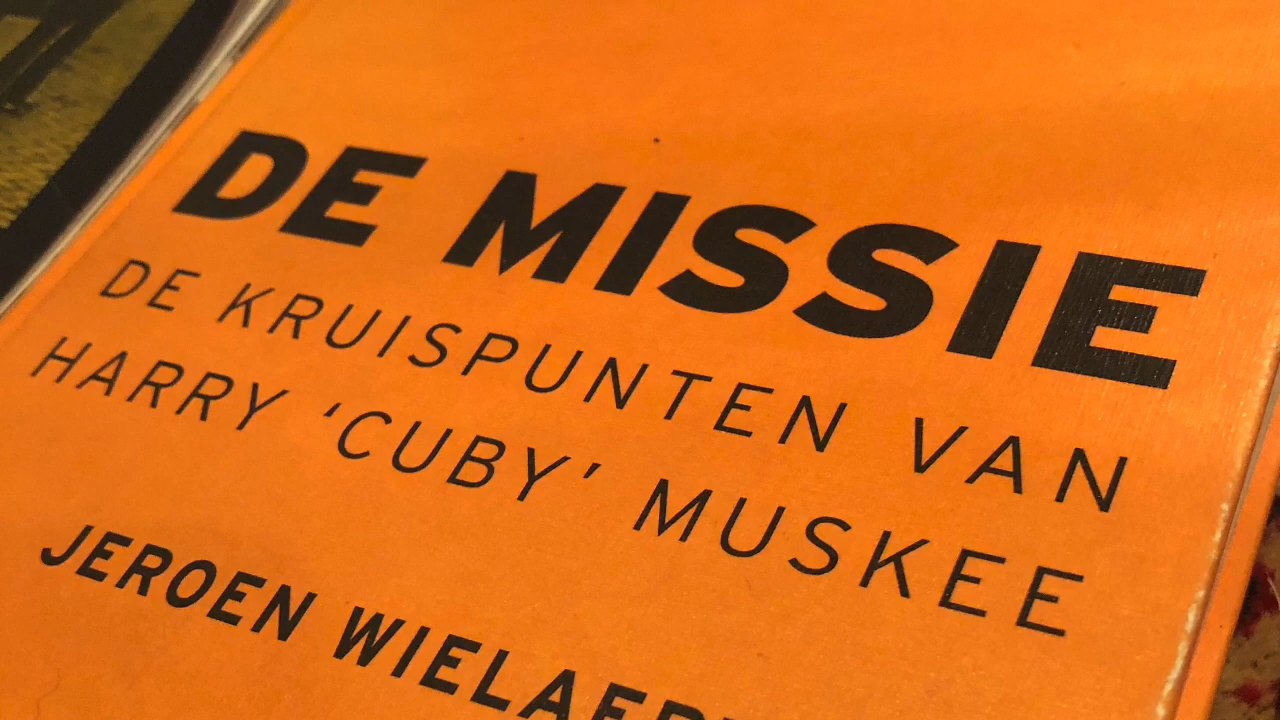 DE MISSIE
DE KRUISPUNTEN VAN
HARRY ‘CUBY’ MUSKEE
JEROEN